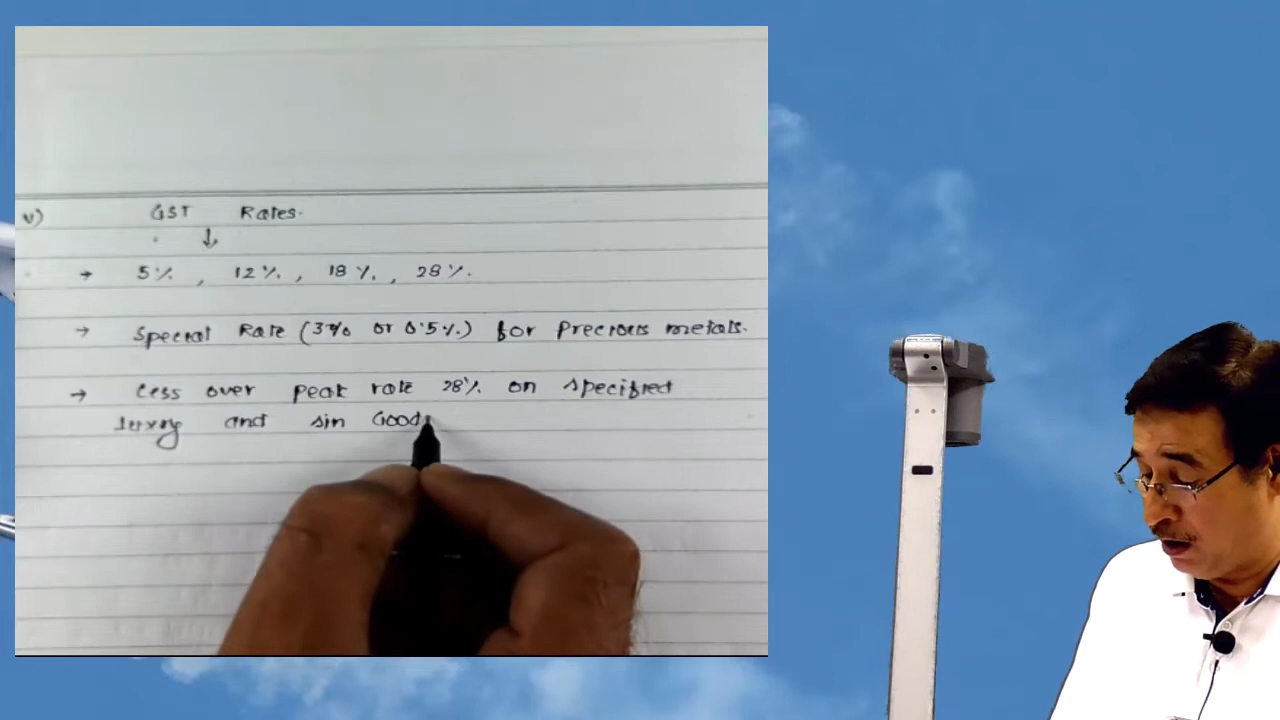 v) GST Rates.
↓
→ 5%, 12%, 18%, 28%.
→ Special Rate (3% or 0.5%) for Precious metals.
→ Cess over peak rate 28% on specified
luxury and sin Goods